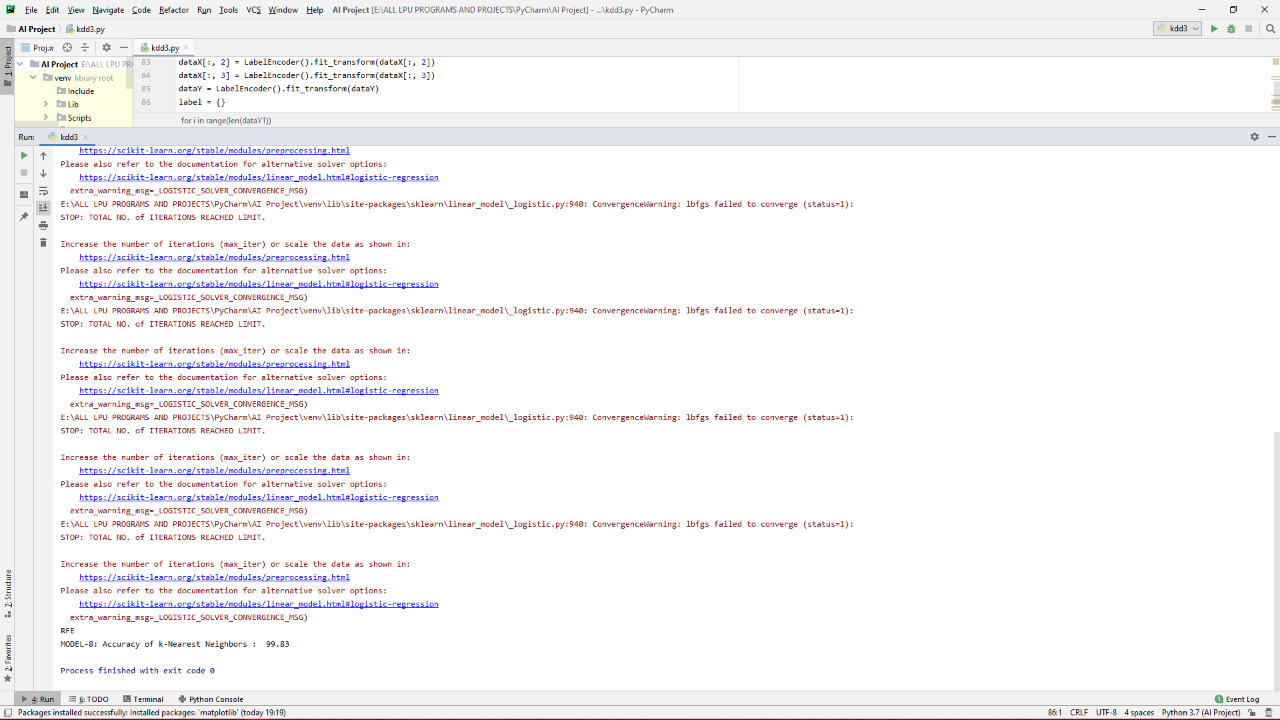 File Edit View Navigate Code Refactor Run Tools VCS Window Help AI Project [E:\ALL LPU PROGRAMS AND PROJECTS\PyCharm\AI Project] - ...\kdd3.py - PyCharm
AI Project kdd3.py kdd3
1: Project
Proj. kdd3.py
AI Project E:\ALL LPU PR
venv library root
Include
Lib
Scripts
83 dataX[:, 2] = LabelEncoder().fit_transform(dataX[:, 2])
84 dataX[:, 3] = LabelEncoder().fit_transform(dataX[:, 3])
85 dataY = LabelEncoder().fit_transform(dataY)
86 label = {}
for i in range(len(dataY1))
Run: kdd3
https://scikit-learn.org/stable/modules/preprocessing.html
Please also refer to the documentation for alternative solver options:
https://scikit-learn.org/stable/modules/linear_model.html#logistic-regression
extra_warning_msg=_LOGISTIC_SOLVER_CONVERGENCE_MSG)
E:\ALL LPU PROGRAMS AND PROJECTS\PyCharm\AI Project\venv\lib\site-packages\sklearn\linear_model\_logistic.py:940: ConvergenceWarning: lbfgs failed to converge (status=1):
STOP: TOTAL NO. of ITERATIONS REACHED LIMIT.
Increase the number of iterations (max_iter) or scale the data as shown in:
https://scikit-learn.org/stable/modules/preprocessing.html
Please also refer to the documentation for alternative solver options:
https://scikit-learn.org/stable/modules/linear_model.html#logistic-regression
extra_warning_msg=_LOGISTIC_SOLVER_CONVERGENCE_MSG)
E:\ALL LPU PROGRAMS AND PROJECTS\PyCharm\AI Project\venv\lib\site-packages\sklearn\linear_model\_logistic.py:940: ConvergenceWarning: lbfgs failed to converge (status=1):
STOP: TOTAL NO. of ITERATIONS REACHED LIMIT.
Increase the number of iterations (max_iter) or scale the data as shown in:
https://scikit-learn.org/stable/modules/preprocessing.html
Please also refer to the documentation for alternative solver options:
https://scikit-learn.org/stable/modules/linear_model.html#logistic-regression
extra_warning_msg=_LOGISTIC_SOLVER_CONVERGENCE_MSG)
E:\ALL LPU PROGRAMS AND PROJECTS\PyCharm\AI Project\venv\lib\site-packages\sklearn\linear_model\_logistic.py:940: ConvergenceWarning: lbfgs failed to converge (status=1):
STOP: TOTAL NO. of ITERATIONS REACHED LIMIT.
Increase the number of iterations (max_iter) or scale the data as shown in:
https://scikit-learn.org/stable/modules/preprocessing.html
Please also refer to the documentation for alternative solver options:
https://scikit-learn.org/stable/modules/linear_model.html#logistic-regression
extra_warning_msg=_LOGISTIC_SOLVER_CONVERGENCE_MSG)
E:\ALL LPU PROGRAMS AND PROJECTS\PyCharm\AI Project\venv\lib\site-packages\sklearn\linear_model\_logistic.py:940: ConvergenceWarning: lbfgs failed to converge (status=1):
STOP: TOTAL NO. of ITERATIONS REACHED LIMIT.
Increase the number of iterations (max_iter) or scale the data as shown in:
https://scikit-learn.org/stable/modules/preprocessing.html
Please also refer to the documentation for alternative solver options:
https://scikit-learn.org/stable/modules/linear_model.html#logistic-regression
extra_warning_msg=_LOGISTIC_SOLVER_CONVERGENCE_MSG)
RFE
MODEL-8: Accuracy of k-Nearest Neighbors : 99.83
Process finished with exit code 0
7: Structure
2: Favorites
4: Run 6: TODO Terminal Python Console 1 Event Log
Packages installed successfully: Installed packages: 'matplotlib' (today 19:19) 86:1 CRLF UTF-8 4 spaces Python 3.7 (AI Project)